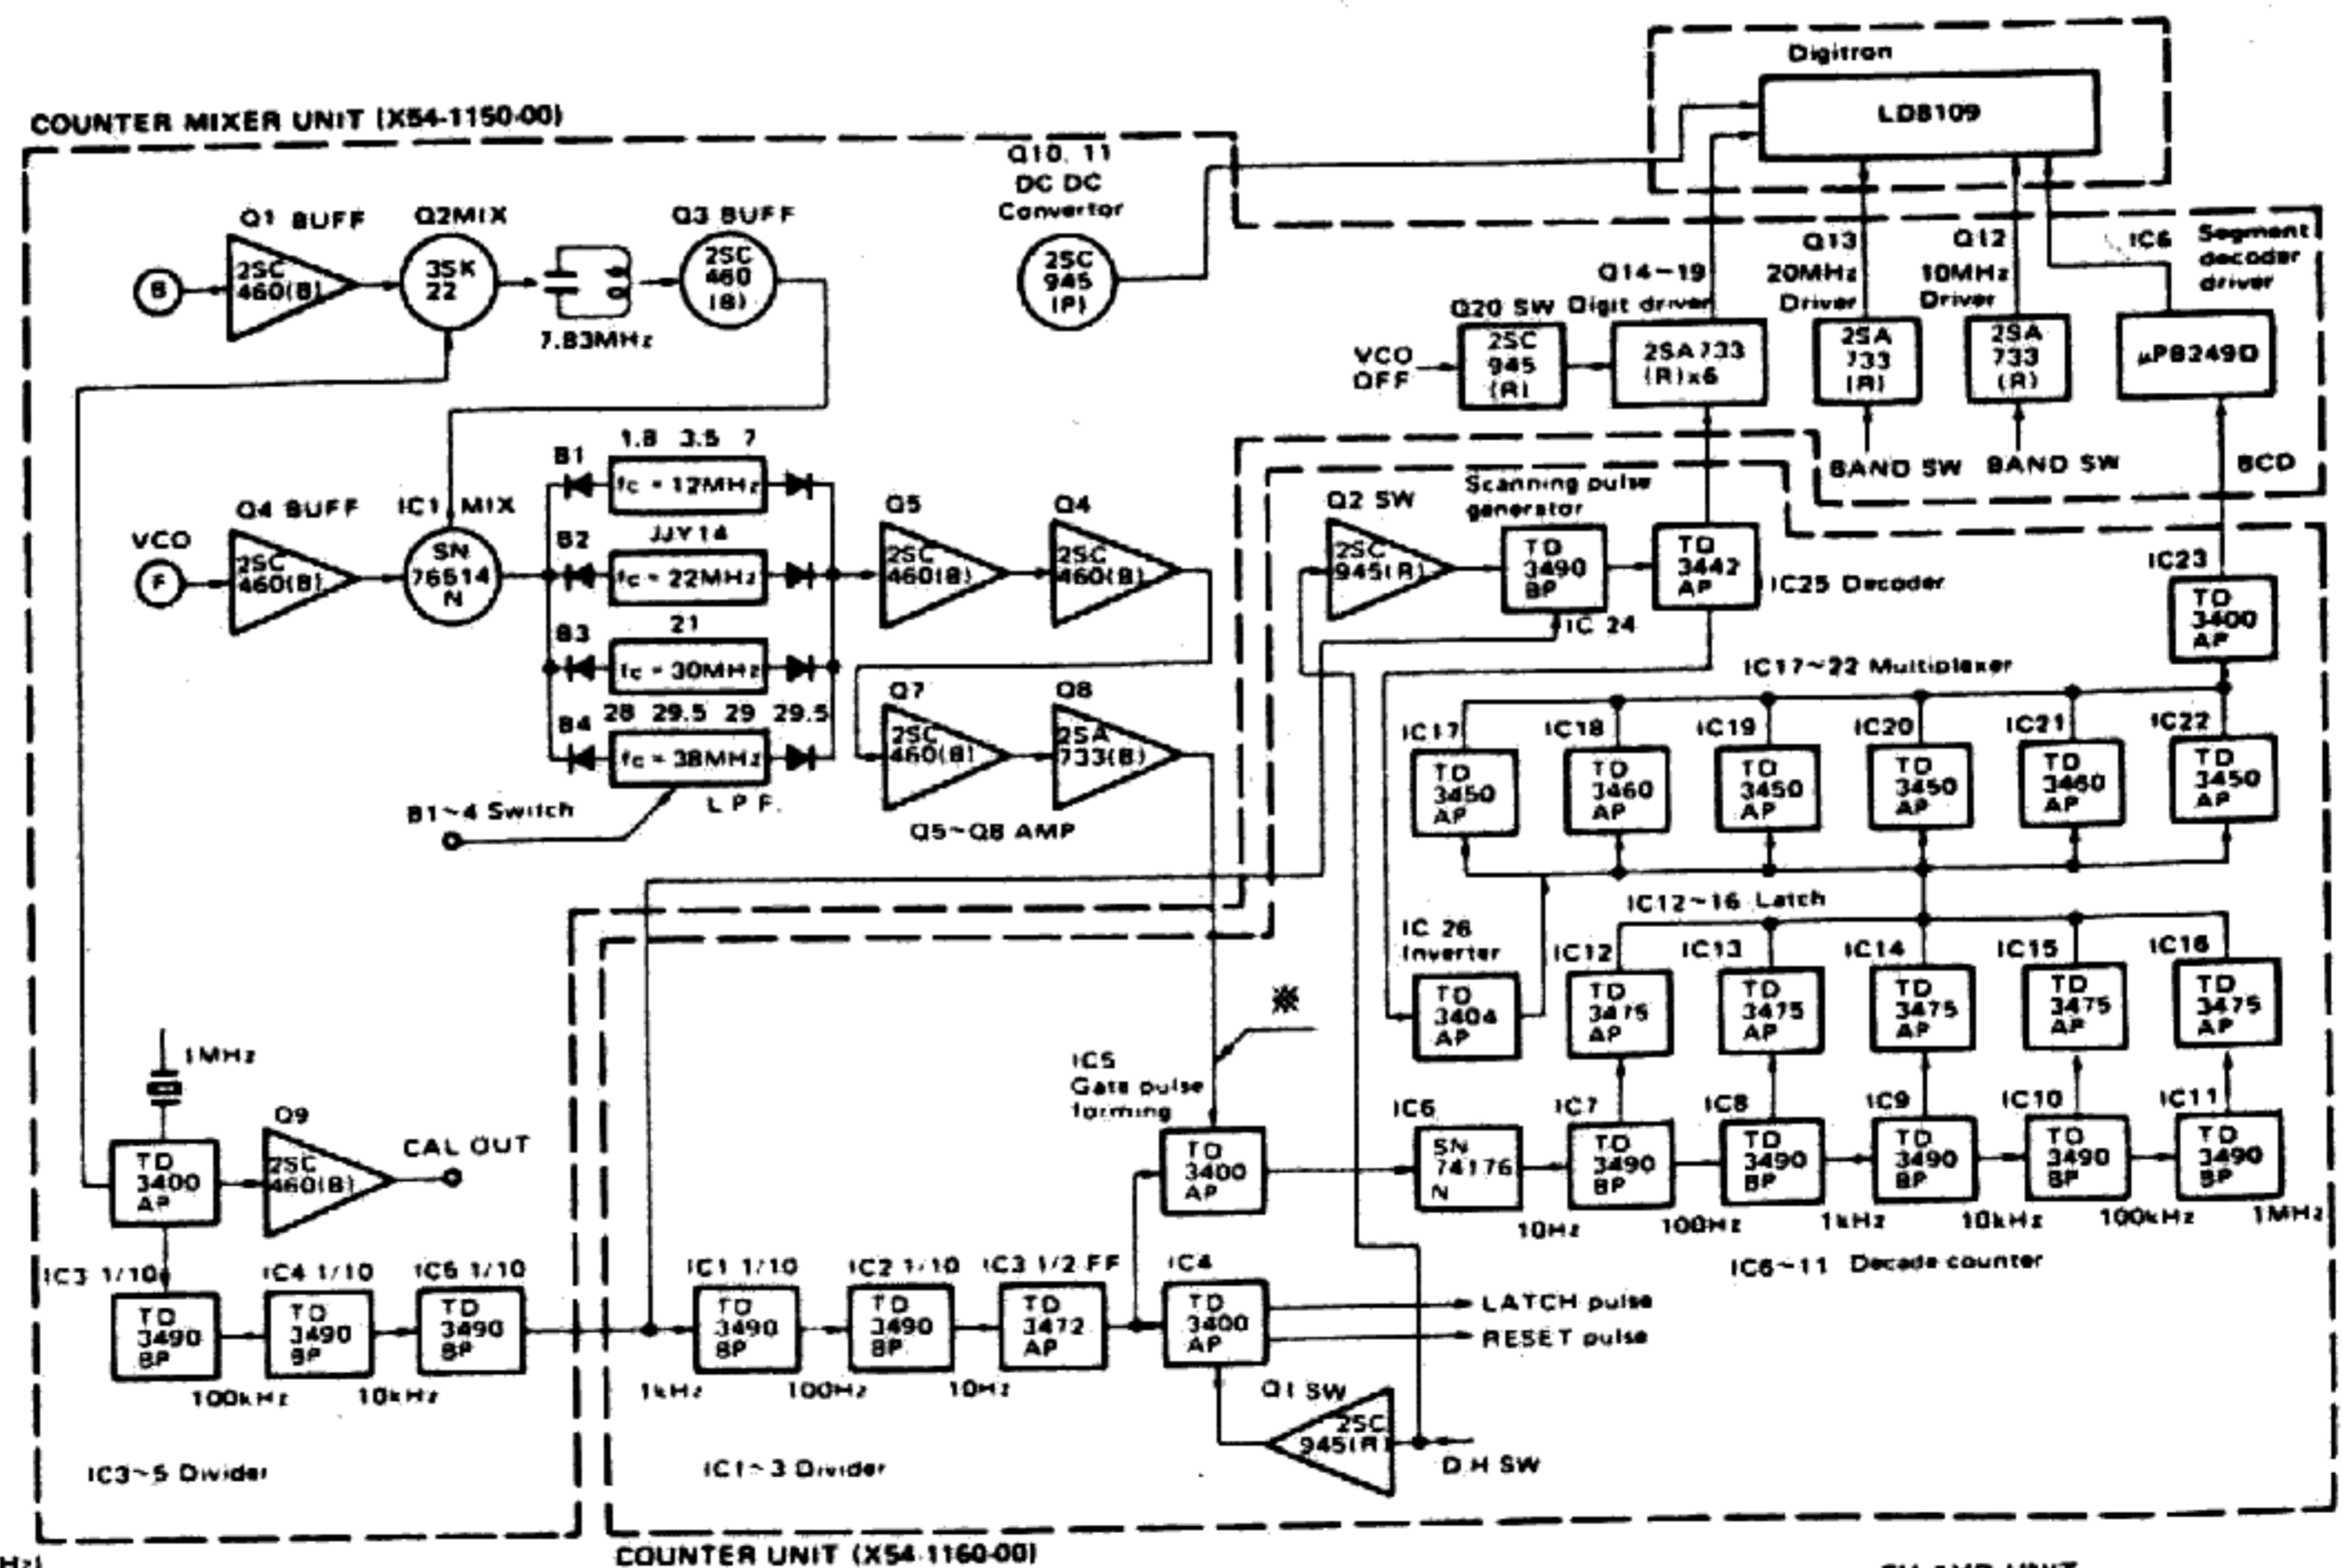 Digitron
LD8109
COUNTER MIXER UNIT (X54-1150-00)
Q10, 11
DC DC
Convertor
2SC
945
(P)
Q1 BUFF
2SC
460(B)
B
Q2MIX
3SK
22
7.83MHz
Q3 BUFF
2SC
460
(B)
Q20 SW
2SC
945
(R)
VCO
OFF
Q14~19
Digit driver
2SA733
(R)x6
Q13
20MHz
Driver
2SA
733
(R)
BAND SW
Q12
10MHz
Driver
2SA
733
(R)
BAND SW
IC6
Segment
decoder
driver
μPB249D
BCD
VCO
F
Q4 BUFF
2SC
460(B)
IC1 MIX
SN
76514
N
B1
1.8 3.5 7
fc = 12MHz
B2
JJY 14
fc = 22MHz
B3
21
fc = 30MHz
B4
28 29.5 29 29.5
fc = 38MHz
L P F.
B1~4 Switch
Q5
2SC
460(B)
Q4
2SC
460(B)
Q7
2SC
460(B)
Q8
2SA
733(B)
Q5~Q8 AMP
Q2 SW
2SC
945(R)
Scanning pulse
generator
TD
3490
BP
IC 24
TD
3442
AP
IC25 Decoder
IC23
TD
3400
AP
IC17~22 Multiplexer
IC17
TD
3450
AP
IC18
TD
3460
AP
IC19
TD
3450
AP
IC20
TD
3450
AP
IC21
TD
3460
AP
IC22
TD
3450
AP
IC12~16 Latch
IC 26
Inverter
TD
3404
AP
IC12
TD
3475
AP
IC13
TD
3475
AP
IC14
TD
3475
AP
IC15
TD
3475
AP
IC16
TD
3475
AP
※
IC5
Gate pulse
forming
TD
3400
AP
IC6
SN
74176
N
10Hz
IC7
TD
3490
BP
100Hz
IC8
TD
3490
BP
1kHz
IC9
TD
3490
BP
10kHz
IC10
TD
3490
BP
100kHz
IC11
TD
3490
BP
1MHz
IC6~11 Decade counter
1MHz
TD
3400
AP
Q9
2SC
460(B)
CAL OUT
IC3 1/10
TD
3490
BP
100kHz
IC4 1/10
TD
3490
BP
10kHz
IC5 1/10
TD
3490
BP
1kHz
IC1 1/10
TD
3490
BP
100Hz
IC2 1/10
TD
3490
BP
10Hz
IC3 1/2 FF
TD
3472
AP
IC4
TD
3400
AP
LATCH pulse
RESET pulse
Q1 SW
2SC
945(R)
D.H SW
IC3~5 Divider
IC1~3 Divider
COUNTER UNIT (X54-1160-00)